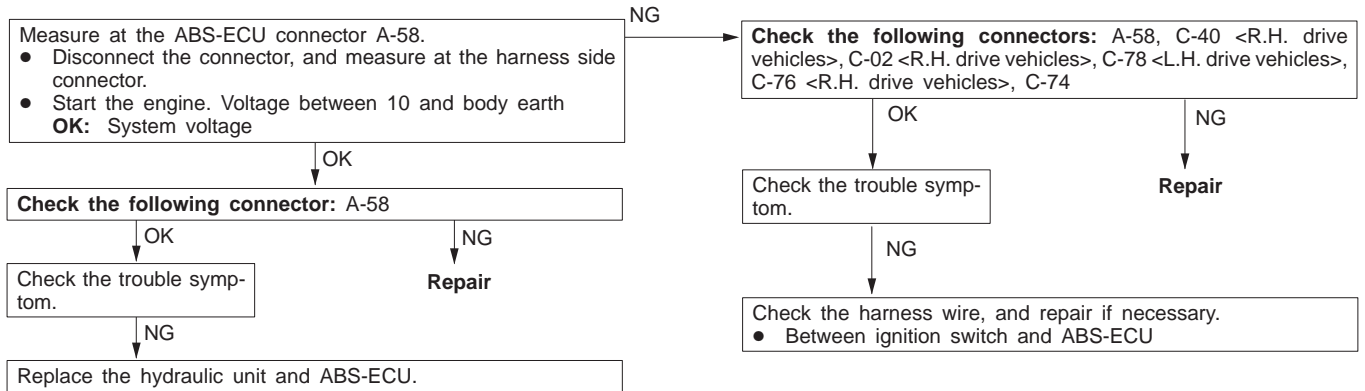 Measure at the ABS-ECU connector A-58.
● Disconnect the connector, and measure at the harness side
connector.
● Start the engine. Voltage between 10 and body earth
OK: System voltage
OK
Check the following connector: A-58
OK
NG
Check the trouble symp-
tom.
Repair
NG
Replace the hydraulic unit and ABS-ECU.
NG
Check the following connectors: A-58, C-40 <R.H. drive
vehicles>, C-02 <R.H. drive vehicles>, C-78 <L.H. drive vehicles>,
C-76 <R.H. drive vehicles>, C-74
OK
NG
Check the trouble symp-
tom.
Repair
NG
Check the harness wire, and repair if necessary.
● Between ignition switch and ABS-ECU